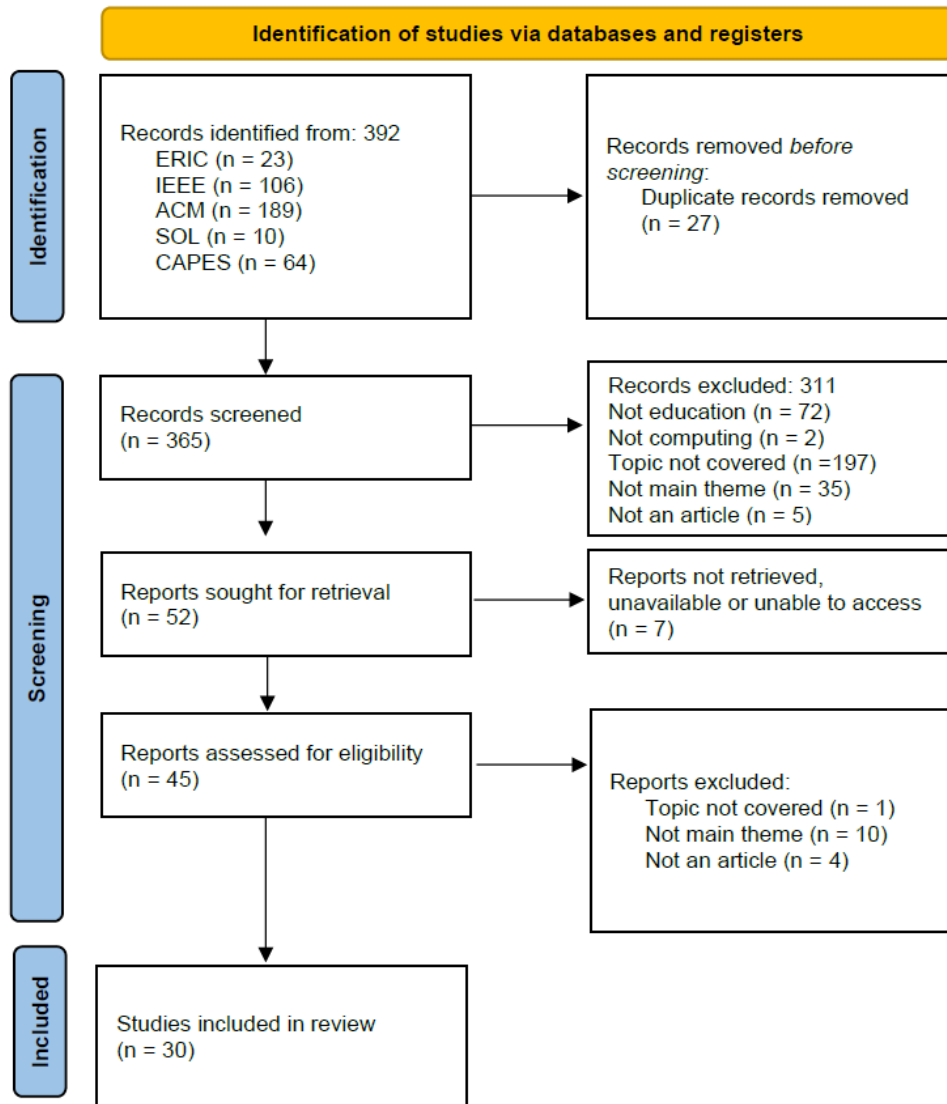 Identification of studies via databases and registers
Identification
Records identified from: 392
ERIC (n = 23)
IEEE (n = 106)
ACM (n = 189)
SOL (n = 10)
CAPES (n = 64)
Records removed before
screening:
Duplicate records removed
(n = 27)
Screening
Records screened
(n = 365)
Records excluded: 311
Not education (n = 72)
Not computing (n = 2)
Topic not covered (n =197)
Not main theme (n = 35)
Not an article (n = 5)
Reports sought for retrieval
(n = 52)
Reports not retrieved,
unavailable or unable to access
(n = 7)
Reports assessed for eligibility
(n = 45)
Reports excluded:
Topic not covered (n = 1)
Not main theme (n = 10)
Not an article (n = 4)
Included
Studies included in review
(n = 30)